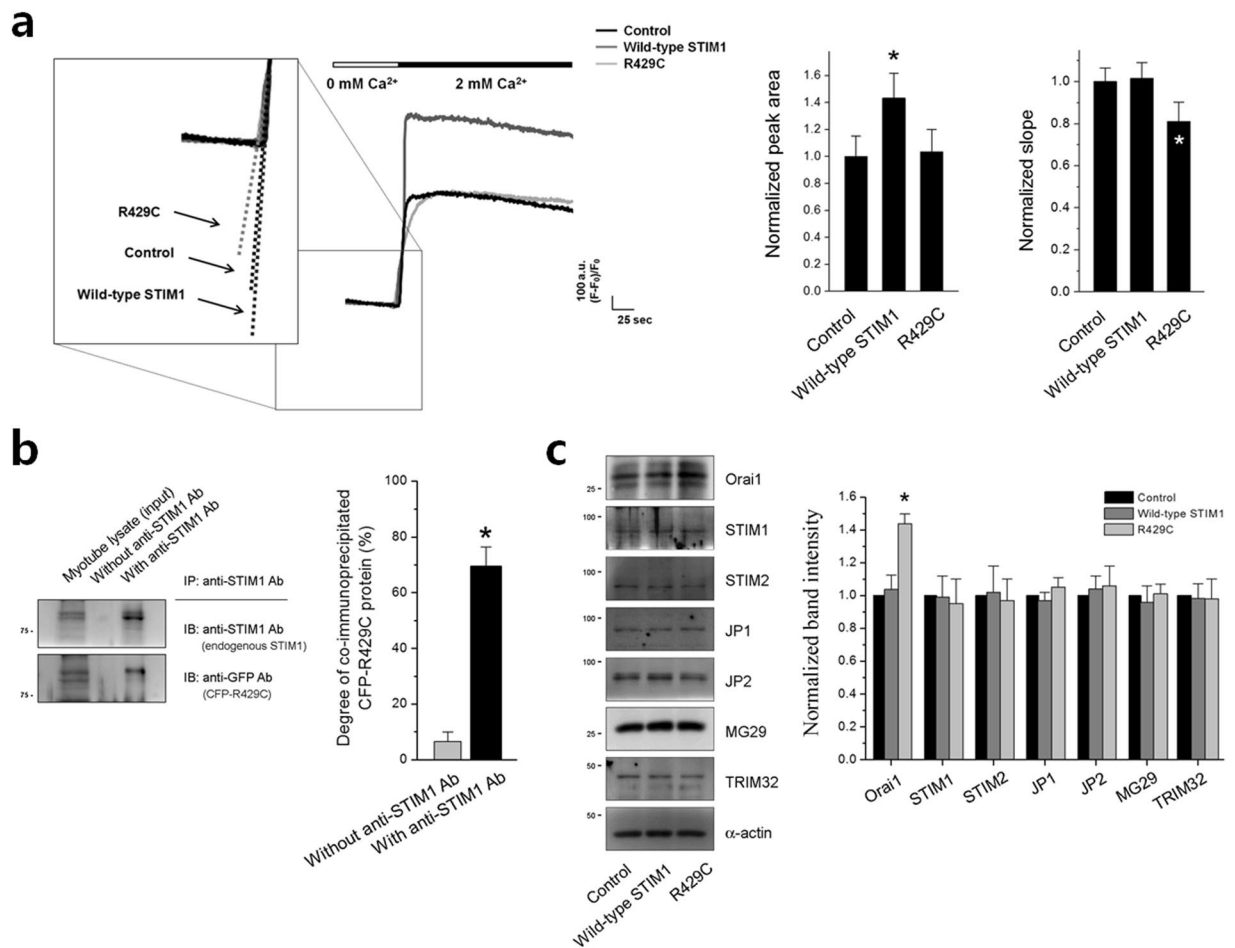 a
Control
Wild-type STIM1
R429C
0 mM Ca²⁺
2 mM Ca²⁺
R429C
Control
Wild-type STIM1
100 a.u.
(F-F₀)/F₀
25 sec
Normalized peak area
1.6
1.4
1.2
1.0
0.8
0.6
0.4
0.2
0.0
*
Control
Wild-type STIM1
R429C
Normalized slope
1.0
0.8
0.6
0.4
0.2
0.0
*
Control
Wild-type STIM1
R429C
b
Myotube lysate (input)
Without anti-STIM1 Ab
With anti-STIM1 Ab
IP: anti-STIM1 Ab
75 -
IB: anti-STIM1 Ab
(endogenous STIM1)
75 -
IB: anti-GFP Ab
(CFP-R429C)
Degree of co-immunoprecipitated
CFP-R429C protein (%)
100
80
60
40
20
0
*
Without anti-STIM1 Ab
With anti-STIM1 Ab
c
25 -
Orai1
100 -
STIM1
100 -
STIM2
100 -
JP1
100 -
JP2
25 -
MG29
50 -
TRIM32
50 -
α-actin
Control
Wild-type STIM1
R429C
Normalized band intensity
1.6
1.4
1.2
1.0
0.8
0.6
0.4
0.2
0.0
*
Control
Wild-type STIM1
R429C
Orai1
STIM1
STIM2
JP1
JP2
MG29
TRIM32